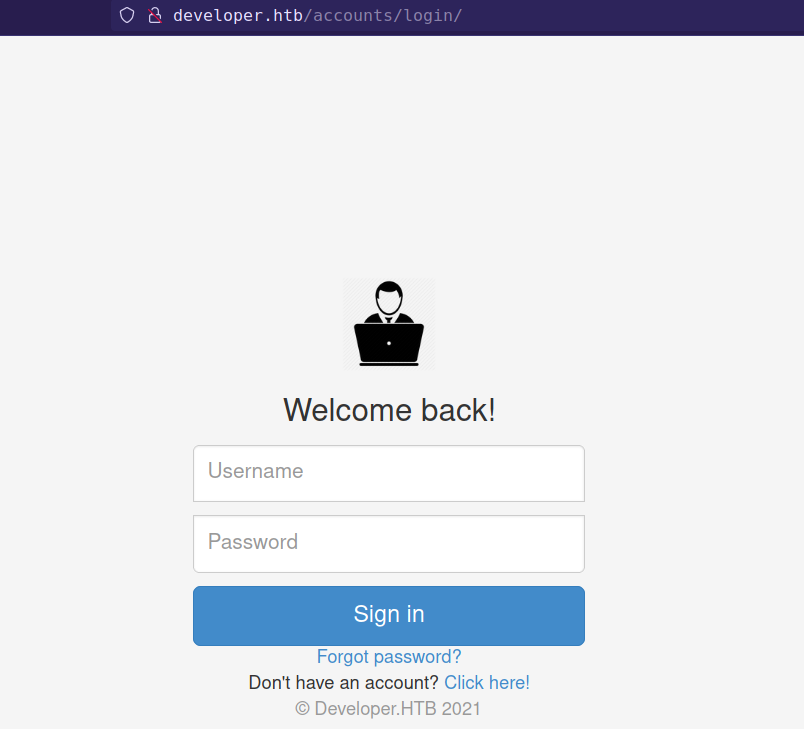 developer.htb/accounts/login/
Welcome back!
Username
Password
Sign in
Forgot password?
Don't have an account? Click here!
© Developer.HTB 2021